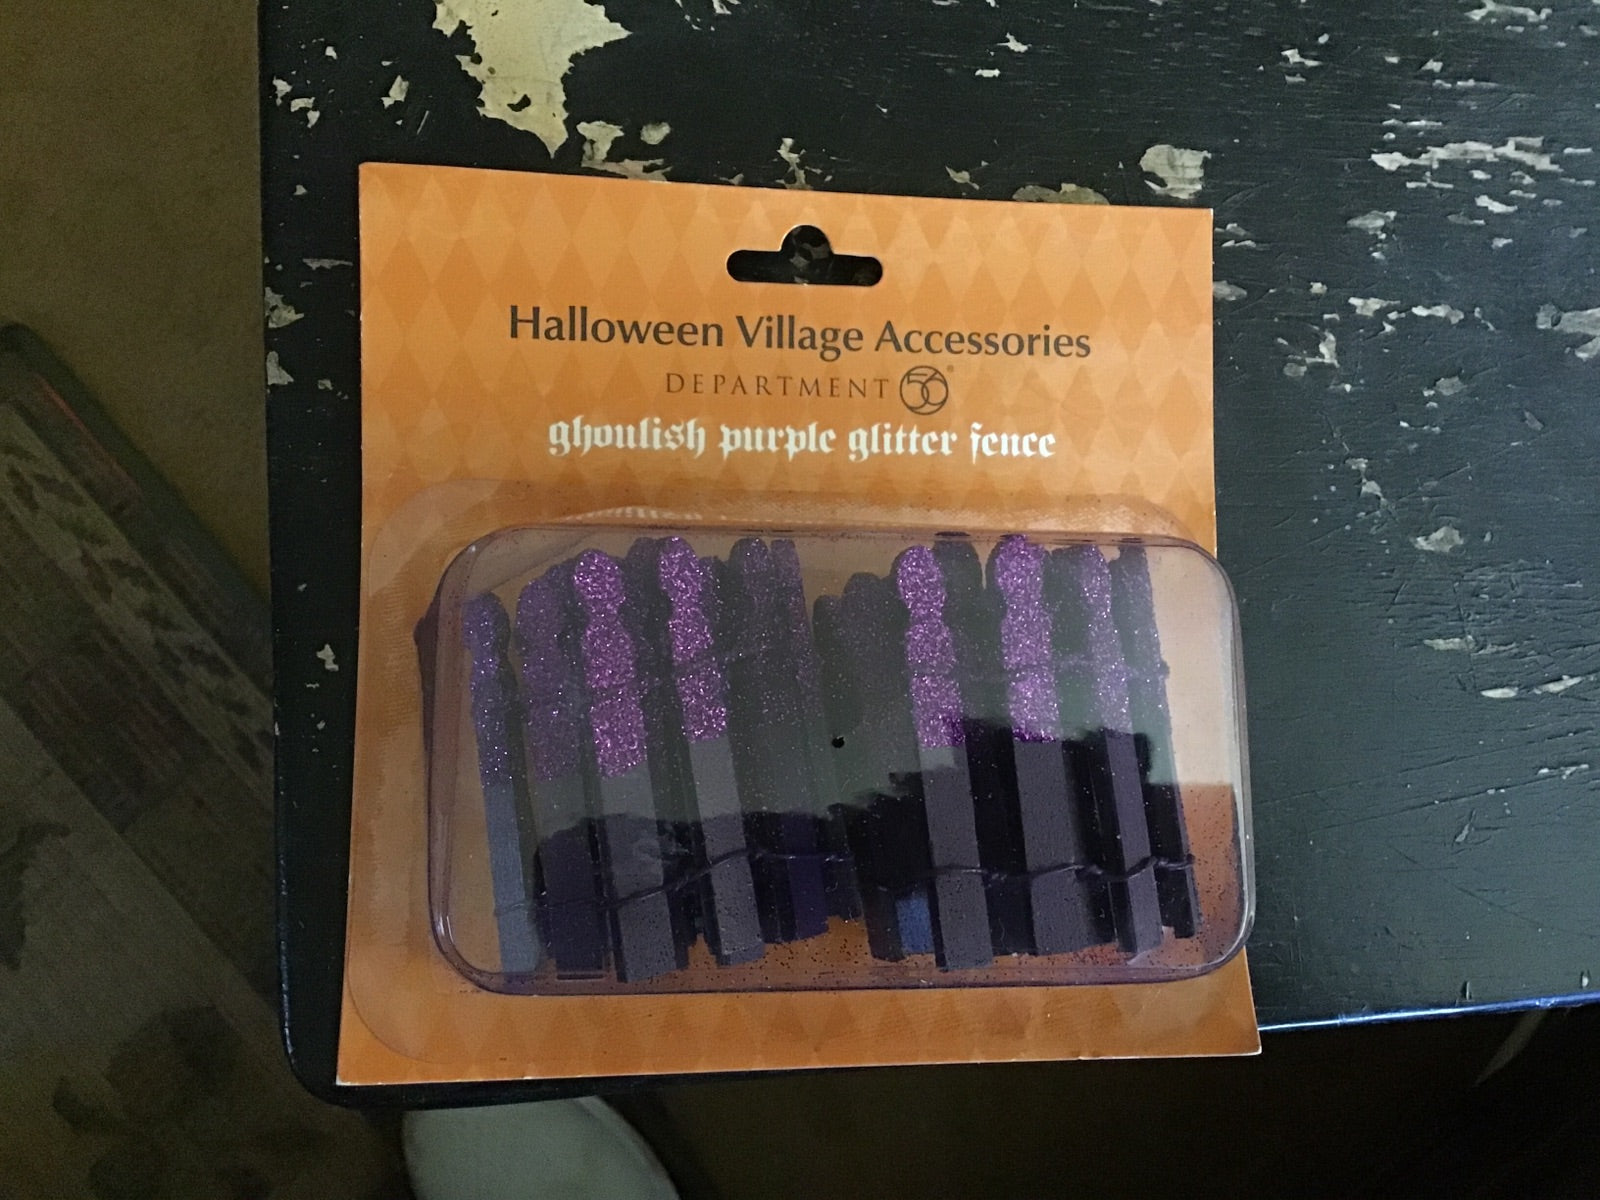 Halloween Village Accessories
DEPARTMENT 56®
ghoulish purple glitter fence